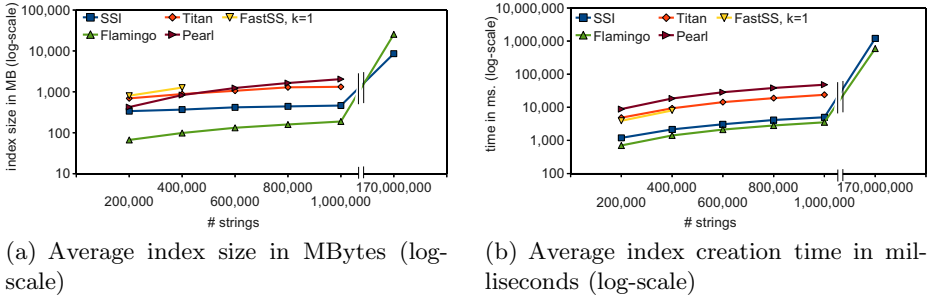 SSI
Titan
FastSS, k=1
Flamingo
Pearl
index size in MB (log-scale)
100,000
10,000
1,000
100
10
200,000
400,000
600,000
800,000
1,000,000
170,000,000
# strings
(a) Average index size in MBytes (log-
scale)
SSI
Titan
FastSS, k=1
Flamingo
Pearl
time in ms. (log-scale)
10,000,000
1,000,000
100,000
10,000
1,000
100
200,000
400,000
600,000
800,000
1,000,000
170,000,000
# strings
(b) Average index creation time in mil-
liseconds (log-scale)